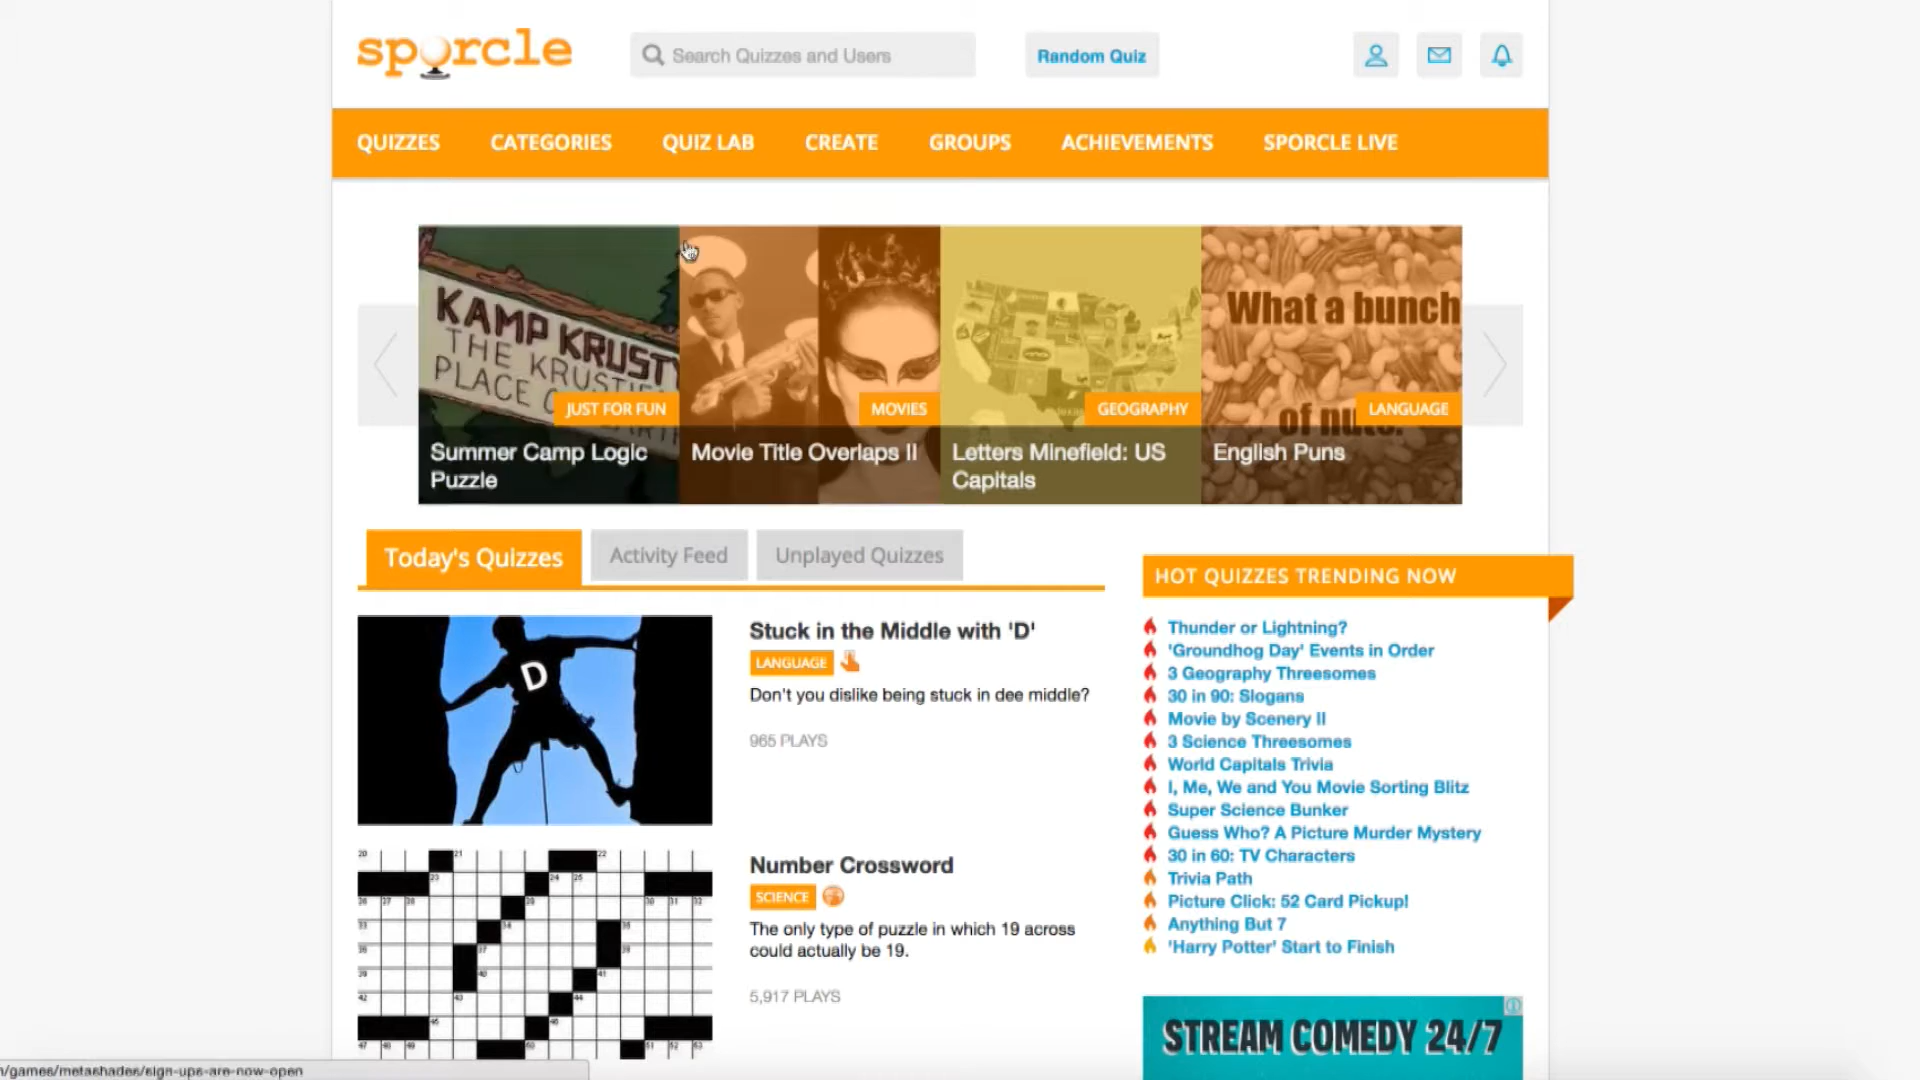 sporcle
Search Quizzes and Users
Random Quiz
QUIZZES CATEGORIES QUIZ LAB CREATE GROUPS ACHIEVEMENTS SPORCLE LIVE
KAMP KRUSTY
THE KRUSTIE
PLACE
What a bunch
of nuts.
JUST FOR FUN
MOVIES
GEOGRAPHY
LANGUAGE
Summer Camp Logic
Puzzle
Movie Title Overlaps II
Letters Minefield: US
Capitals
English Puns
Today's Quizzes
Activity Feed
Unplayed Quizzes
D
Stuck in the Middle with 'D'
LANGUAGE
Don't you dislike being stuck in dee middle?
965 PLAYS
Number Crossword
SCIENCE
The only type of puzzle in which 19 across
could actually be 19.
5,917 PLAYS
HOT QUIZZES TRENDING NOW
Thunder or Lightning?
'Groundhog Day' Events in Order
3 Geography Threesomes
30 in 90: Slogans
Movie by Scenery II
3 Science Threesomes
World Capitals Trivia
I, Me, We and You Movie Sorting Blitz
Super Science Bunker
Guess Who? A Picture Murder Mystery
30 in 60: TV Characters
Trivia Path
Picture Click: 52 Card Pickup!
Anything But 7
'Harry Potter' Start to Finish
STREAM COMEDY 24/7
/games/metashades/sign-ups-are-now-open